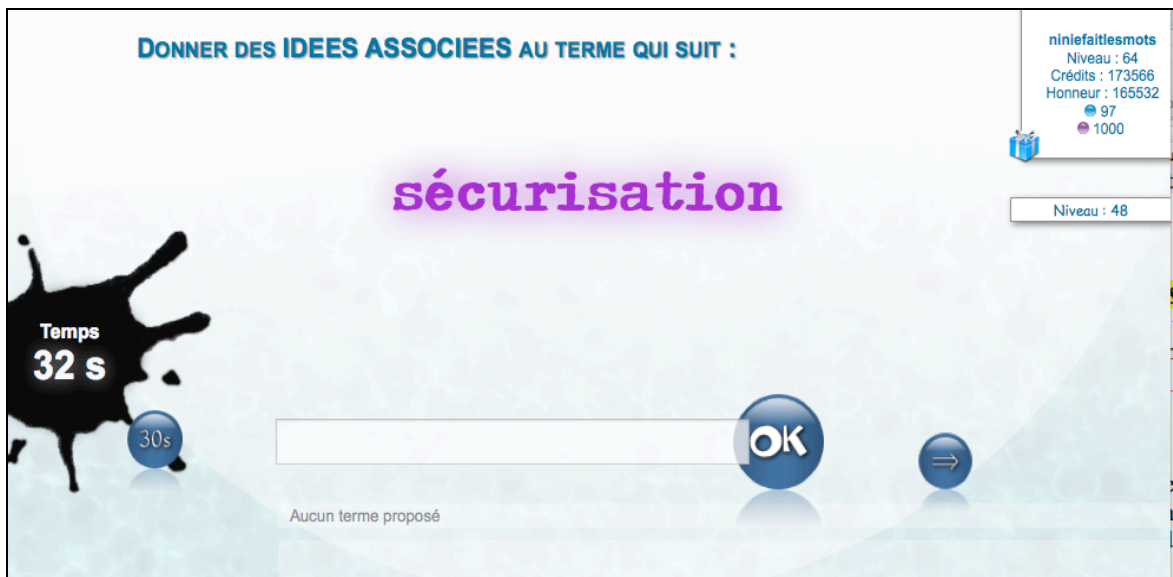 DONNER DES IDEES ASSOCIEES AU TERME QUI SUIT :
niniefaitlesmots
Niveau : 64
Crédits : 173566
Honneur : 165532
97
1000
sécurisation
Niveau : 48
Temps
32 s
30s
OK
⇒
Aucun terme proposé